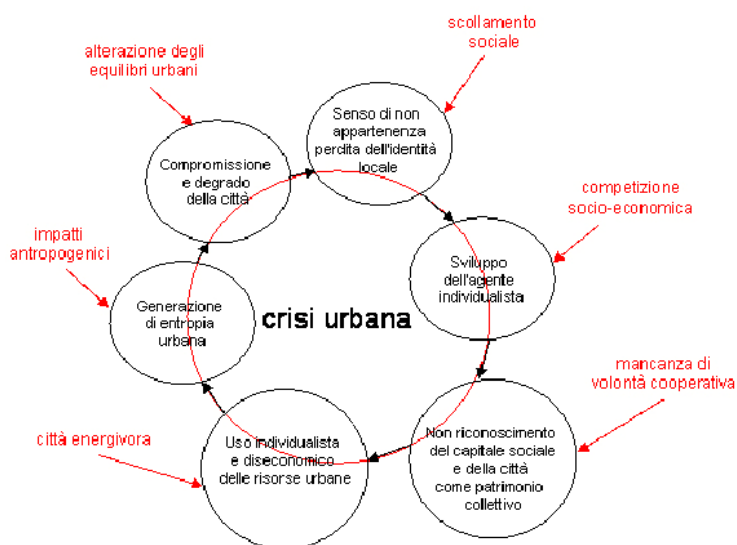 scollamento
sociale
alterazione degli
equilibri urbani
Senso di non
appartenenza
perdita dell'identità
locale
Compromissione
e degrado
della città
competizione
socio-economica
impatti
antropogenici
Sviluppo
dell'agente
individualista
Generazione
di entropia
urbana
crisi urbana
mancanza di
volontà cooperativa
Non riconoscimento
del capitale sociale
e della città
come patrimonio
collettivo
città energivora
Uso individualista
e diseconomico
delle risorse urbane